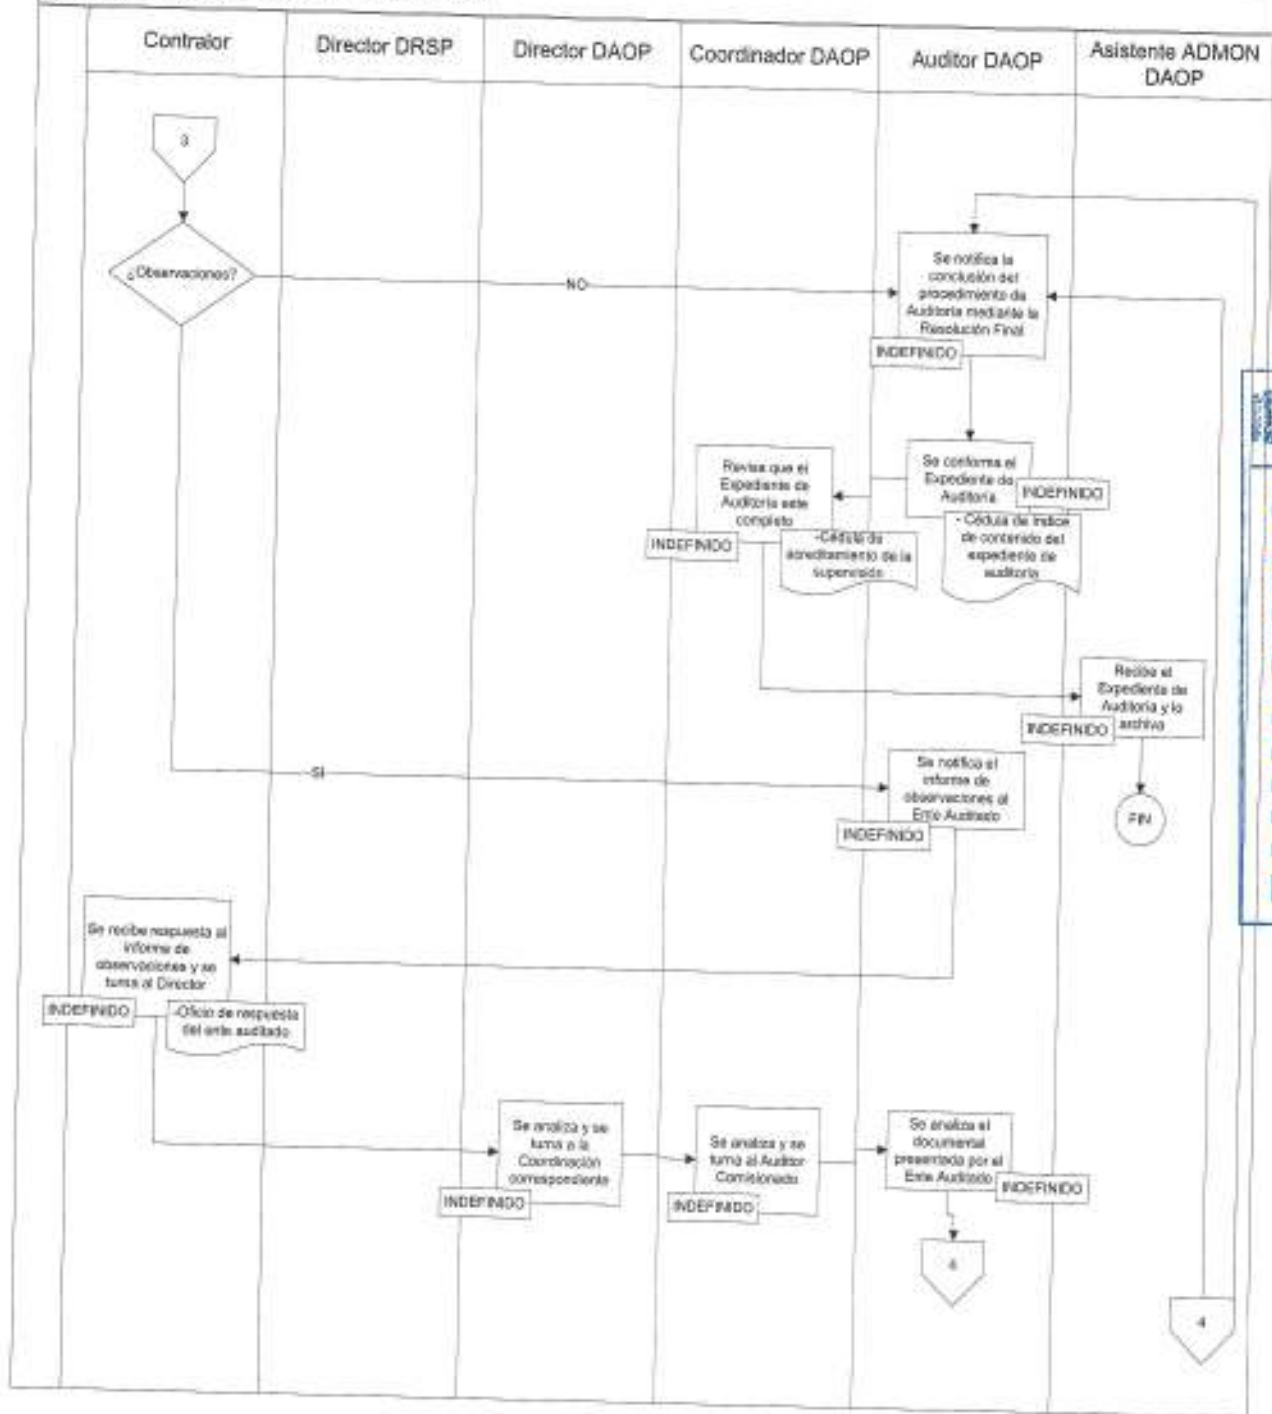 Contralor
Director DRSP
Director DAOP
Coordinador DAOP
Auditor DAOP
Asistente ADMON
DAOP
3
¿Observaciones?
NO
Se notifica la
conclusión del
procedimiento de
Auditoría mediante la
Resolución Final
INDEFINIDO
Revisa que el
Expediente de
Auditoría este
completo
INDEFINIDO
-Cédula de
acreditamiento de la
supervisión
Se conforma el
Expediente de
Auditoría
INDEFINIDO
- Cédula de índice
de contenido del
expediente de
auditoría
Recibe el
Expediente de
Auditoría y lo
archiva
INDEFINIDO
FIN
SI
Se notifica el
informe de
observaciones al
Ente Auditado
INDEFINIDO
Se recibe respuesta al
informe de
observaciones y se
turna al Director
INDEFINIDO
-Oficio de respuesta
del ente auditado
Se analiza y se
turna a la
Coordinación
correspondiente
INDEFINIDO
Se analiza y se
turna al Auditor
Comisionado
INDEFINIDO
Se analiza el
documental
presentada por el
Ente Auditado
INDEFINIDO
4